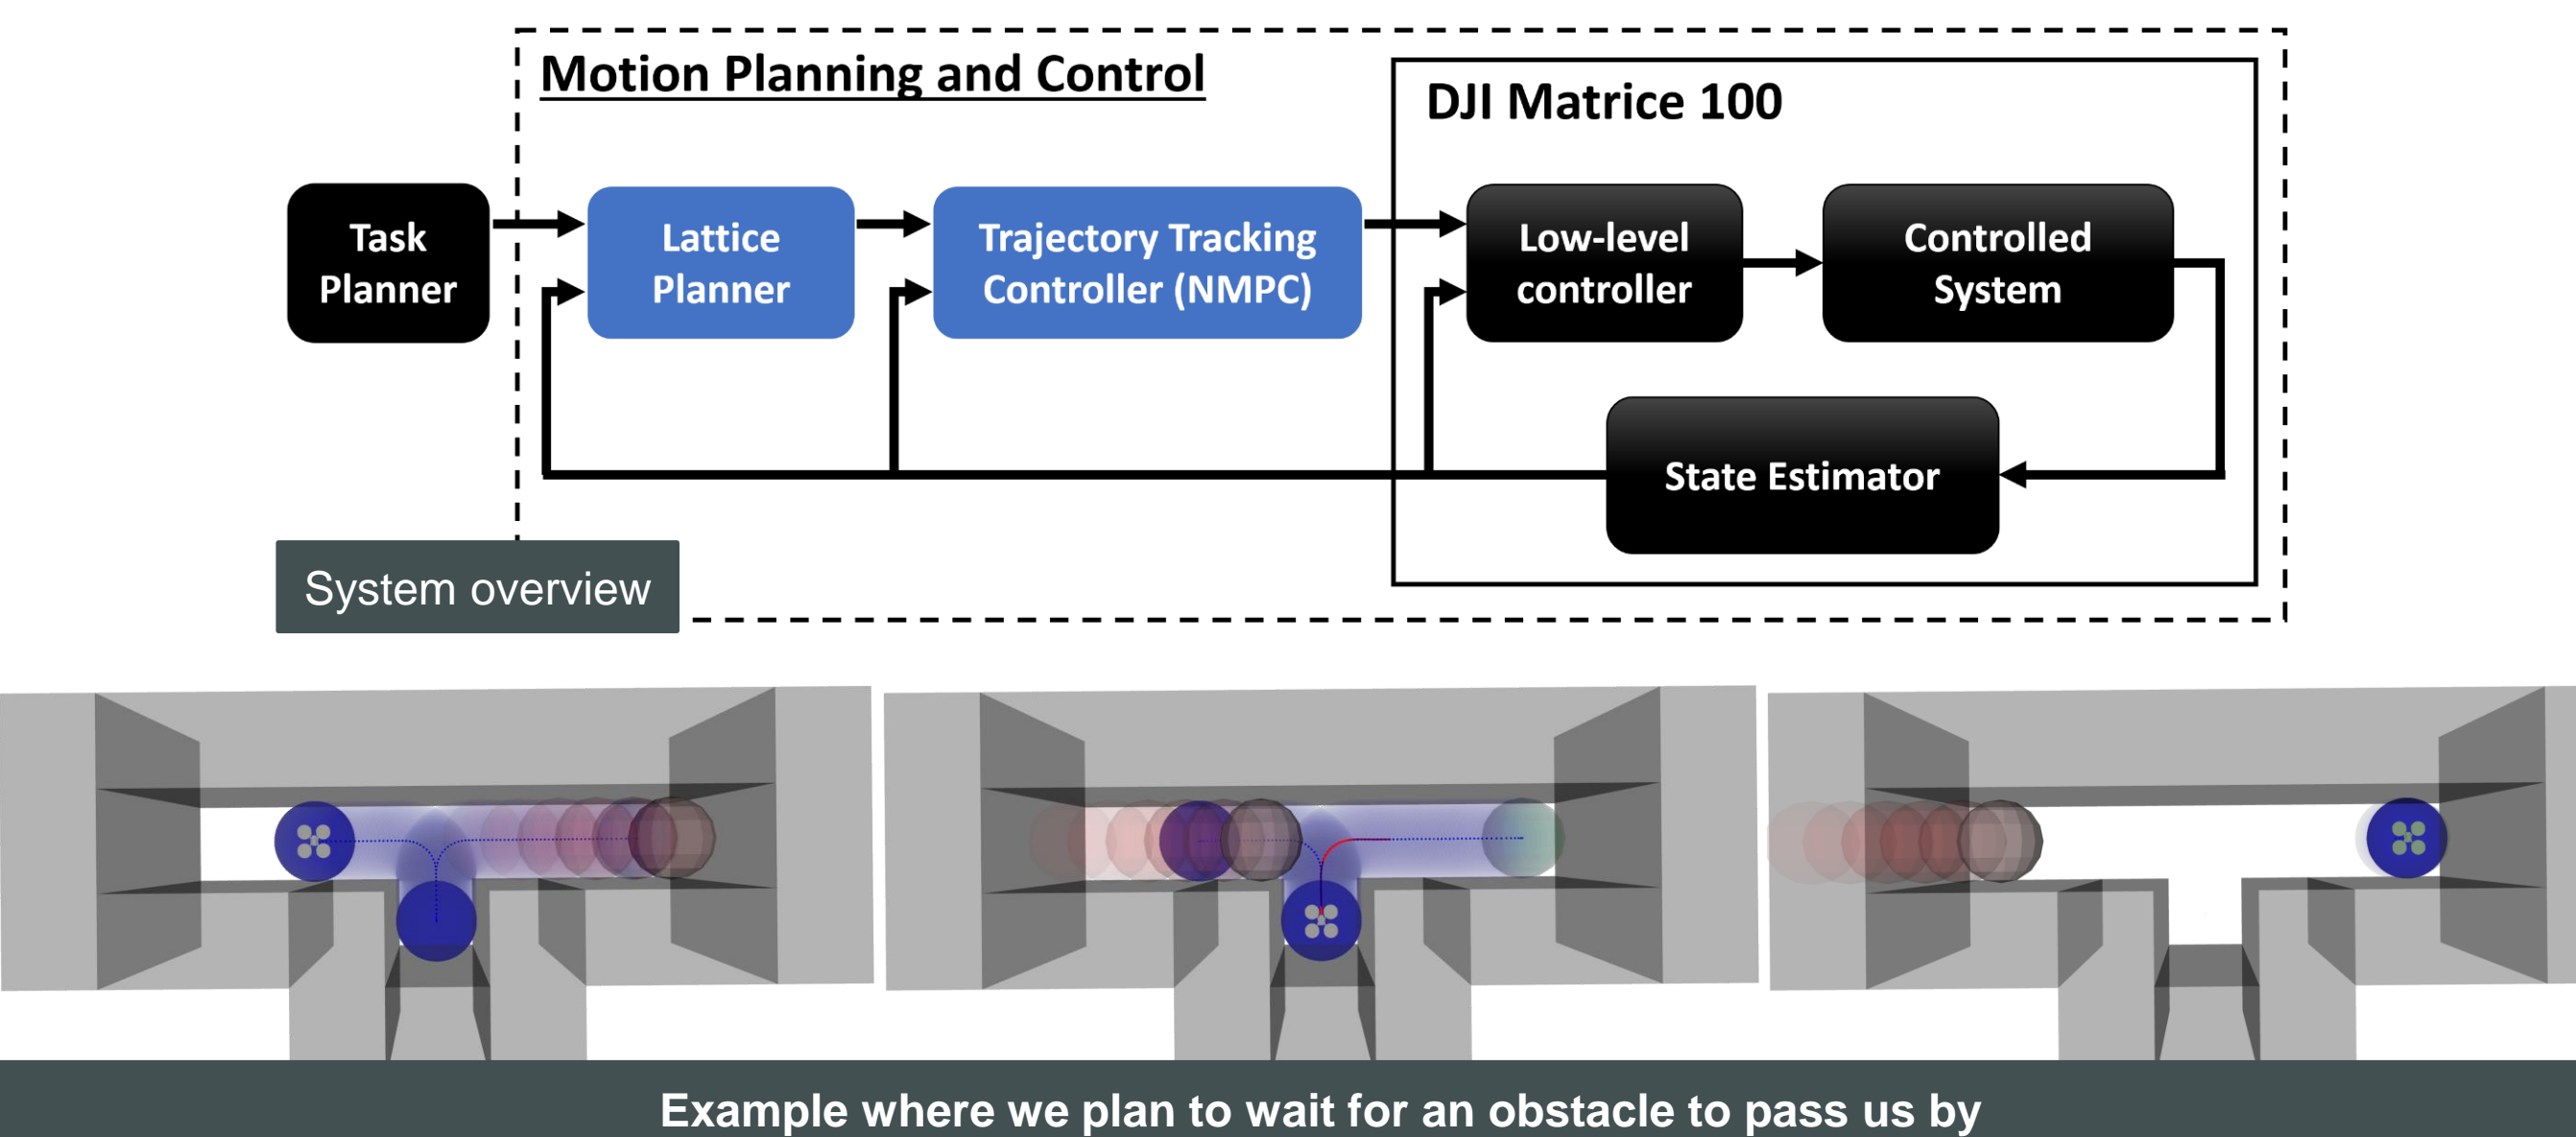 Motion Planning and Control
DJI Matrice 100
Task
Planner
Lattice
Planner
Trajectory Tracking
Controller (NMPC)
Low-level
controller
Controlled
System
State Estimator
System overview
Example where we plan to wait for an obstacle to pass us by